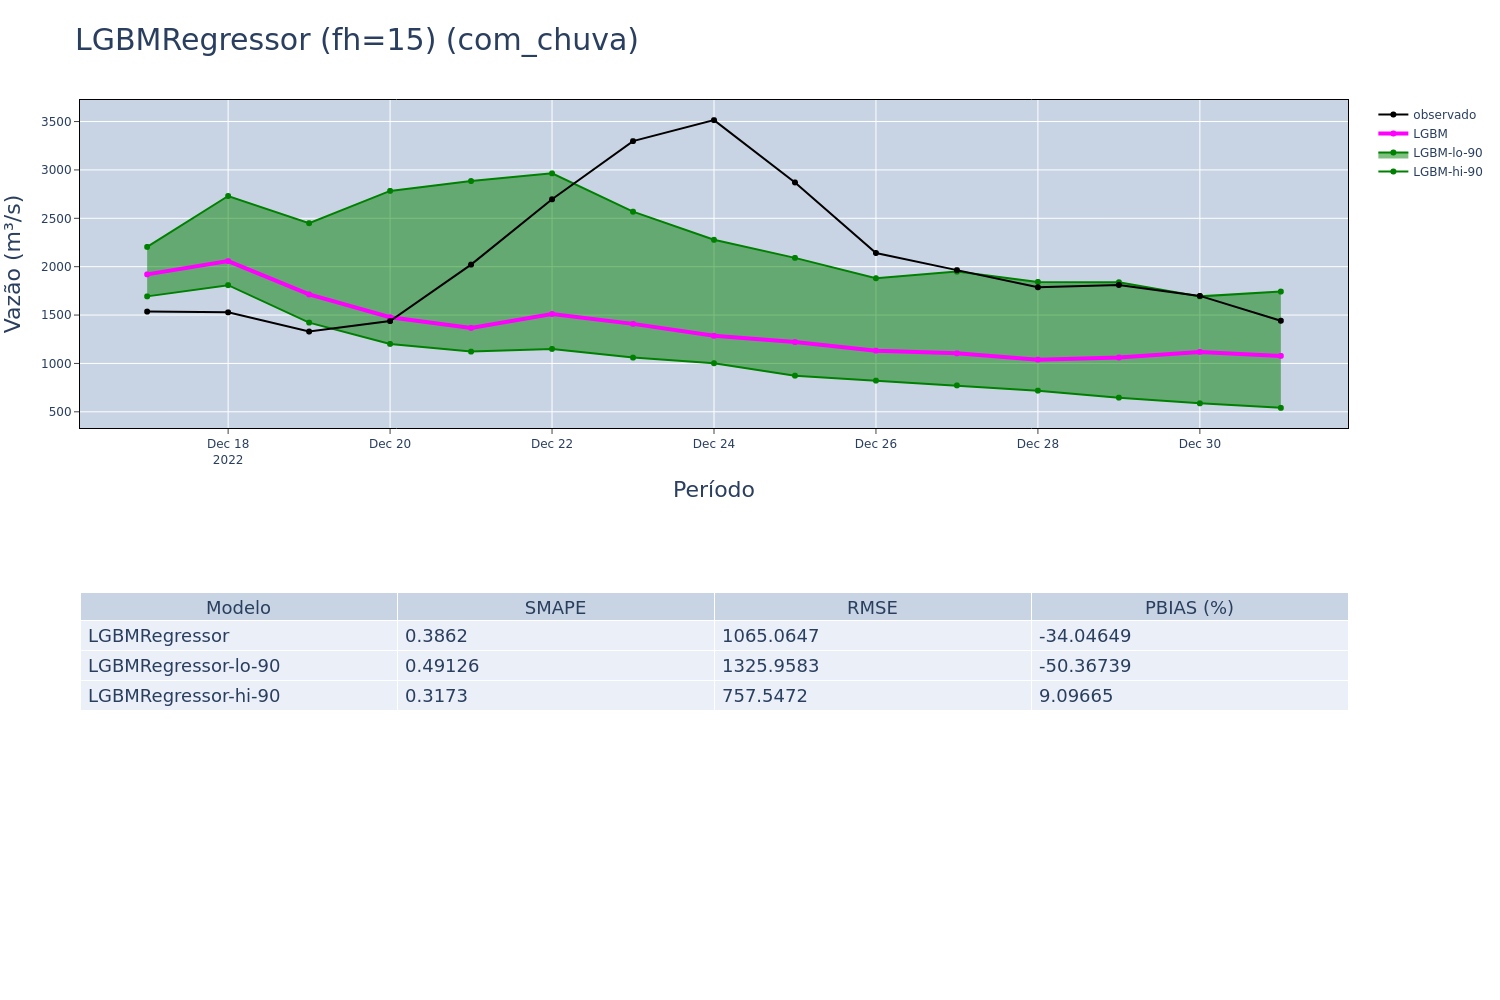 LGBMRegressor (fh=15) (com_chuva)
Vazão (m³/s)
3500
3000
2500
2000
1500
1000
500
Dec 18
2022
Dec 20
Dec 22
Dec 24
Dec 26
Dec 28
Dec 30
Período
observado
LGBM
LGBM-lo-90
LGBM-hi-90
Modelo SMAPE RMSE PBIAS (%)
LGBMRegressor 0.3862 1065.0647 -34.04649
LGBMRegressor-lo-90 0.49126 1325.9583 -50.36739
LGBMRegressor-hi-90 0.3173 757.5472 9.09665